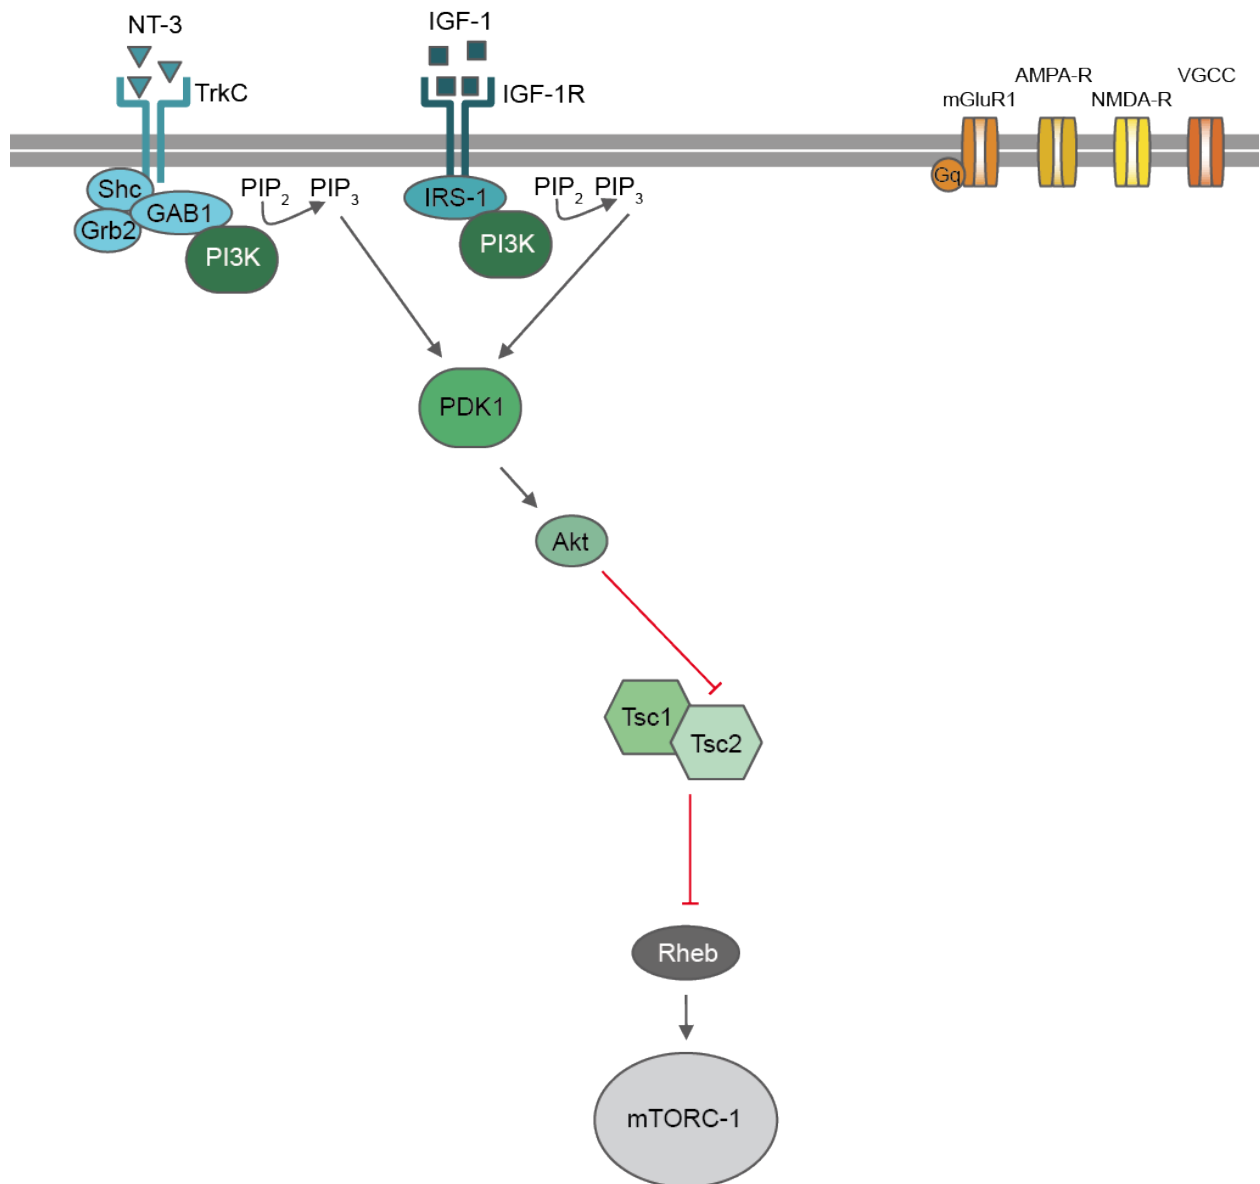 NT-3
IGF-1
TrkC
IGF-1R
mGluR1
AMPA-R
NMDA-R
VGCC
Gq
Shc
Grb2
GAB1
PI3K
PIP2
PIP3
IRS-1
PI3K
PIP2
PIP3
PDK1
Akt
Tsc1
Tsc2
Rheb
mTORC-1